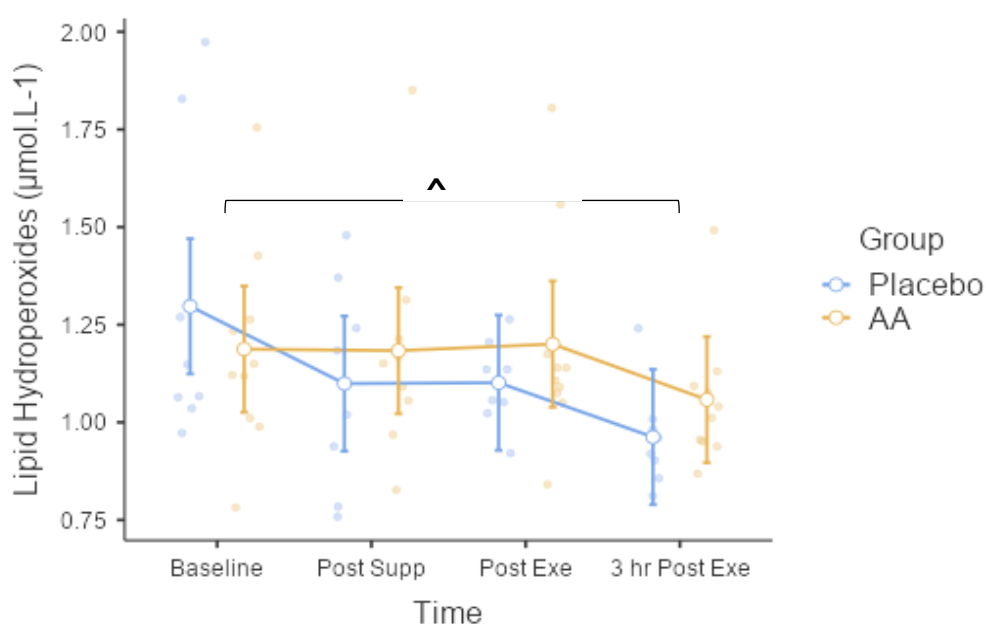 2.00
1.75
1.50
1.25
1.00
0.75
Lipid Hydroperoxides (μmol.L-1)
^
Baseline
Post Supp
Post Exe
3 hr Post Exe
Time
Group
Placebo
AA